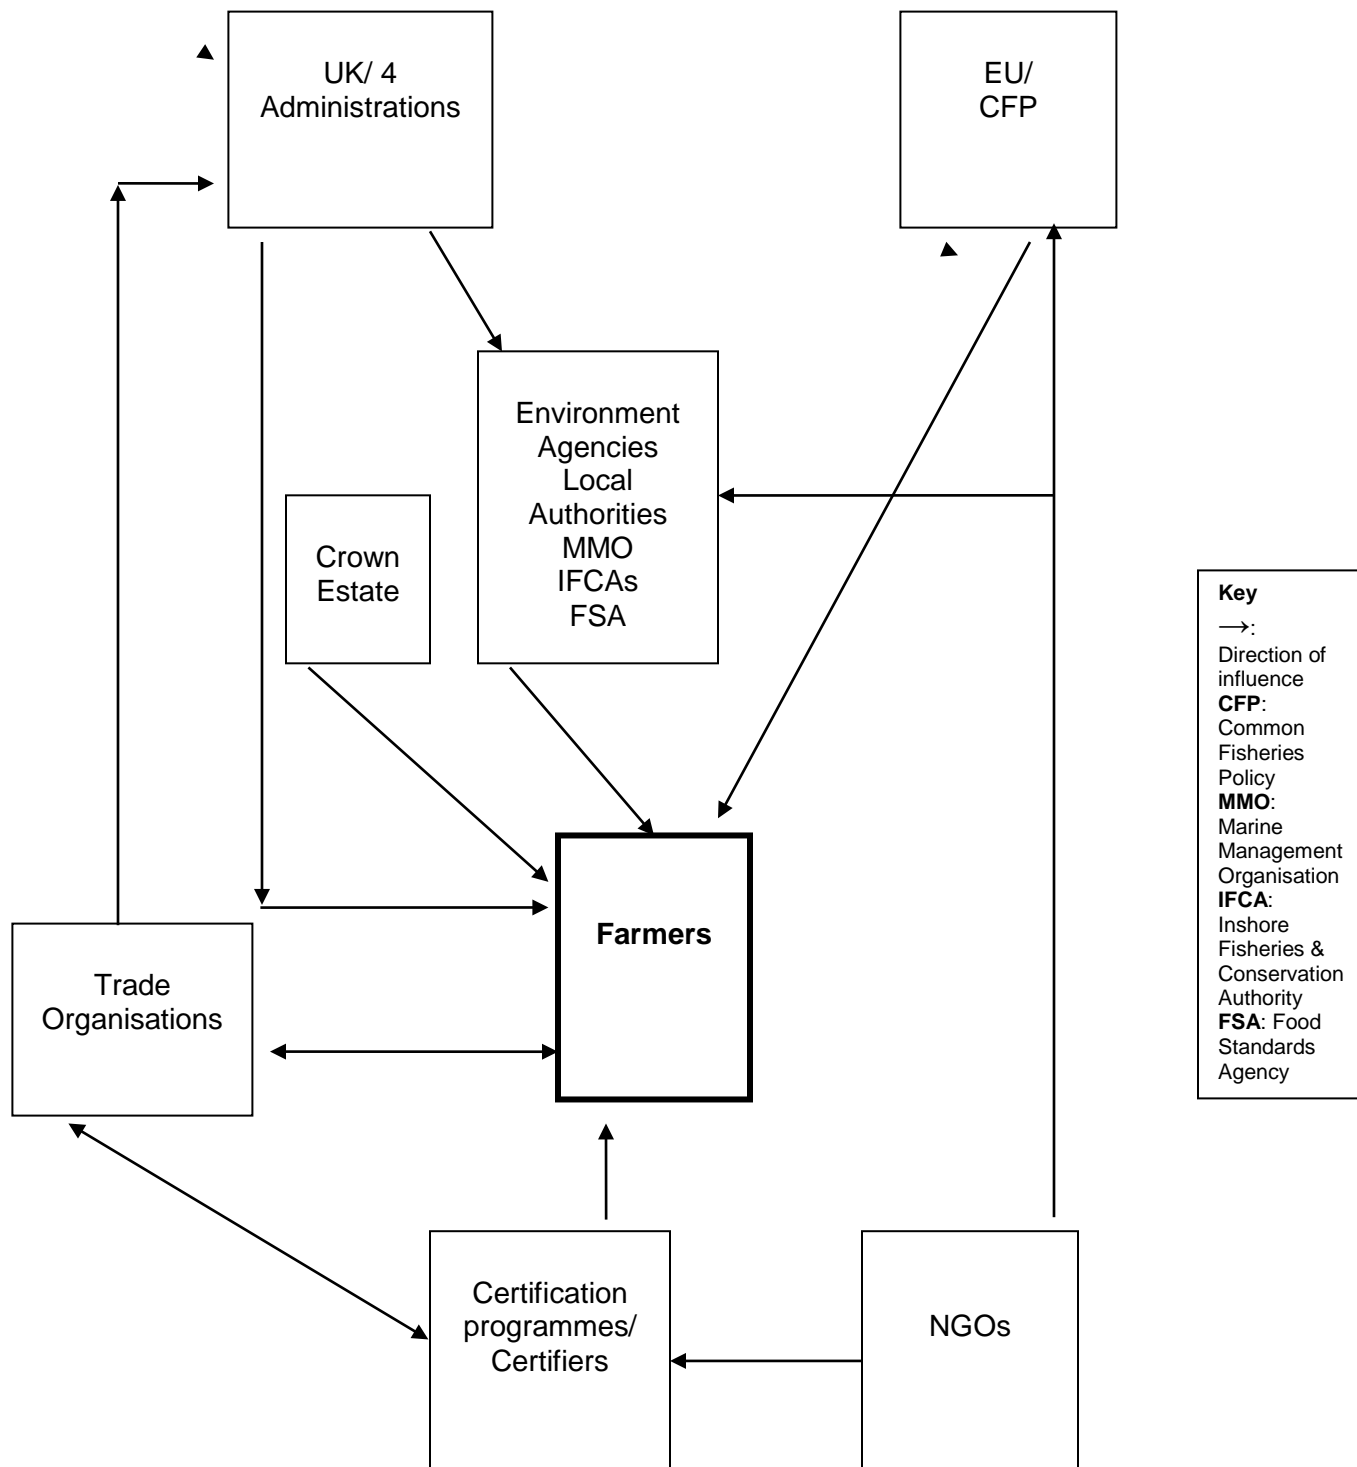 UK/ 4
Administrations
EU/
CFP
Environment
Agencies
Local
Authorities
MMO
IFCAs
FSA
Crown
Estate
Farmers
Trade
Organisations
Certification
programmes/
Certifiers
NGOs
Key
→:
Direction of
influence
CFP:
Common
Fisheries
Policy
MMO:
Marine
Management
Organisation
IFCA:
Inshore
Fisheries &
Conservation
Authority
FSA: Food
Standards
Agency